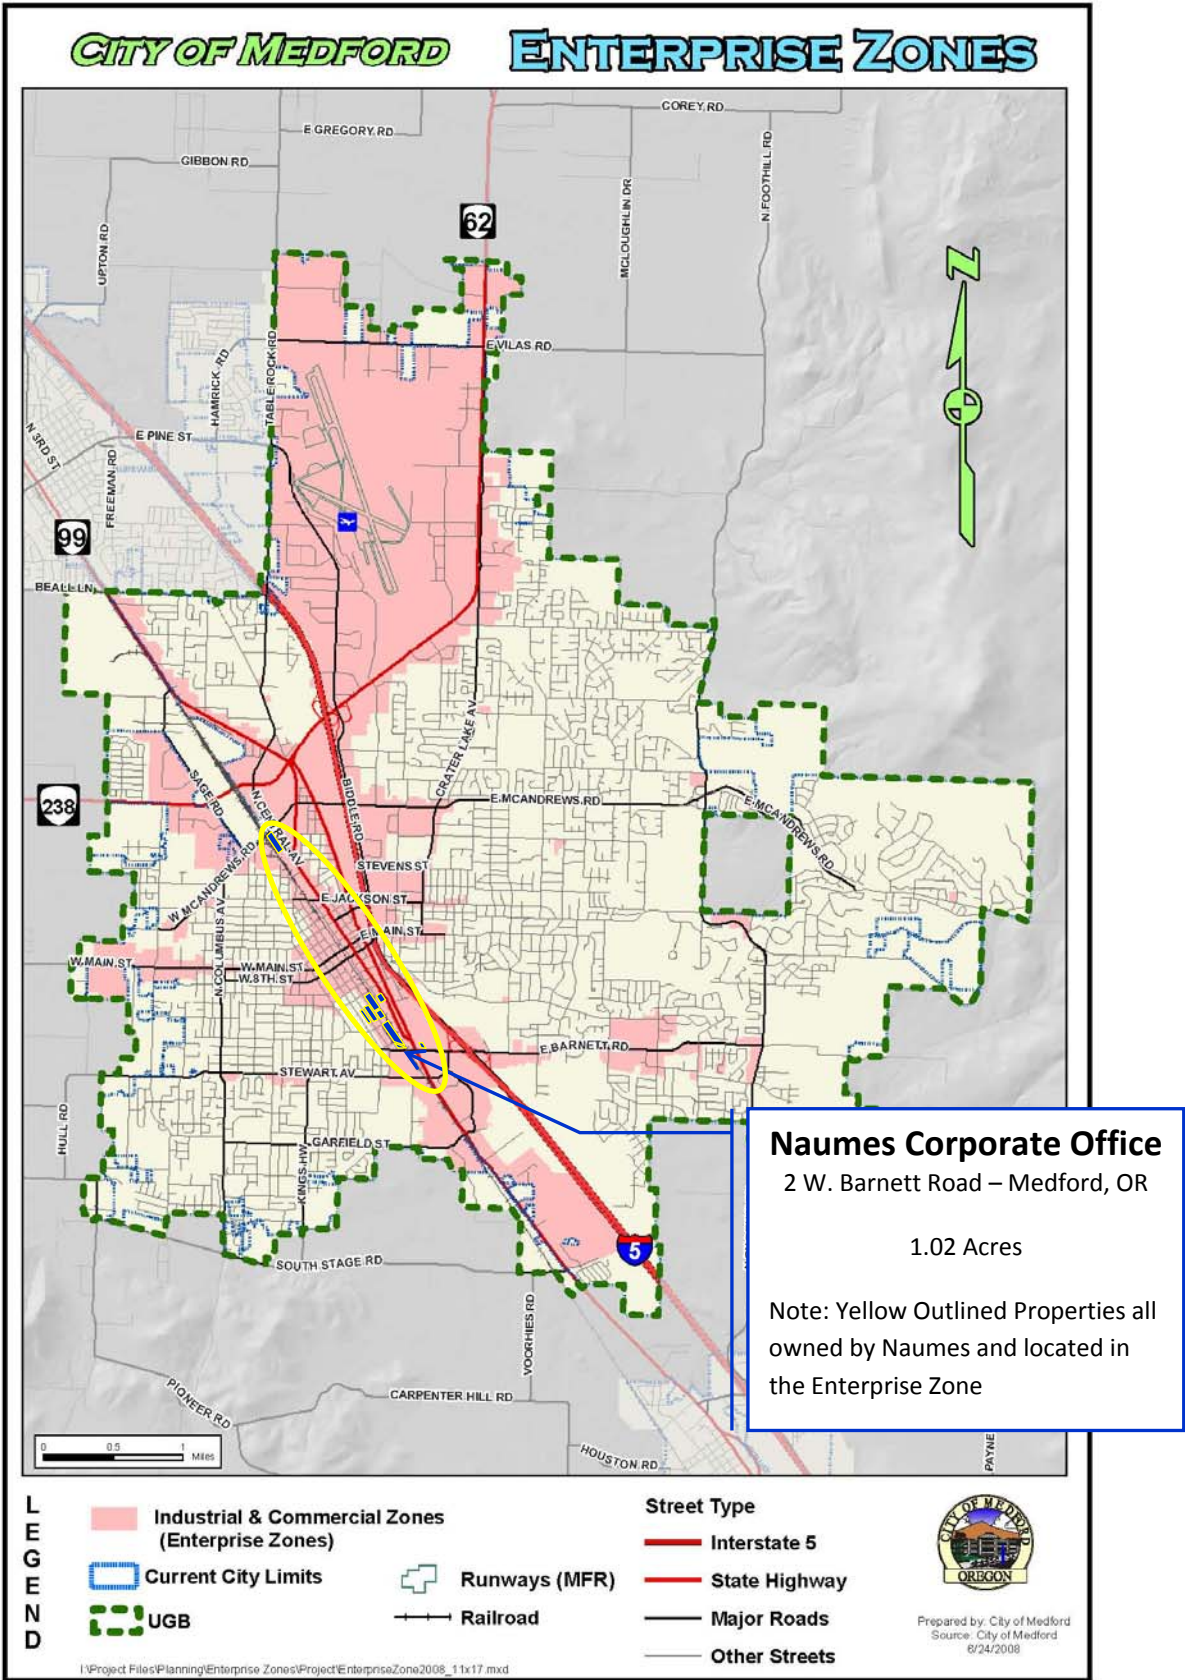 CITY OF MEDFORD ENTERPRISE ZONES
COREY RD
E GREGORY RD
GIBBON RD
N FOOTHILL RD
MCLOUGHLIN DR
UPTON RD
62
N
TABLE ROCK RD
E VILAS RD
HAMRICK RD
E PINE ST
N 3RD ST
FREEMAN RD
99
BEALL LN
CRATER LAKE AV
BIDDLE RD
SAGE RD
N CENTRAL AV
238
E MCANDREWS RD
E MCANDREWS RD
W MCANDREWS RD
STEVENS ST
E JACKSON ST
E MAIN ST
N COLUMBUS AV
W MAIN ST
W MAIN ST
W 8TH ST
E BARNETT RD
STEWART AV
HULL RD
GARFIELD ST
KINGS HW
SOUTH STAGE RD
5
VOORHIES RD
PIONEER RD
CARPENTER HILL RD
HOUSTON RD
PAYNE
Naumes Corporate Office
2 W. Barnett Road – Medford, OR
1.02 Acres
Note: Yellow Outlined Properties all
owned by Naumes and located in
the Enterprise Zone
0 0.5 1
Miles
LEGEND
Industrial & Commercial Zones
(Enterprise Zones)
Current City Limits
UGB
Runways (MFR)
Railroad
Street Type
Interstate 5
State Highway
Major Roads
Other Streets
CITY OF MEDFORD
OREGON
Prepared by: City of Medford
Source: City of Medford
6/24/2008
I:\Project Files\Planning\Enterprise Zones\Project\EnterpriseZone2008_11x17.mxd